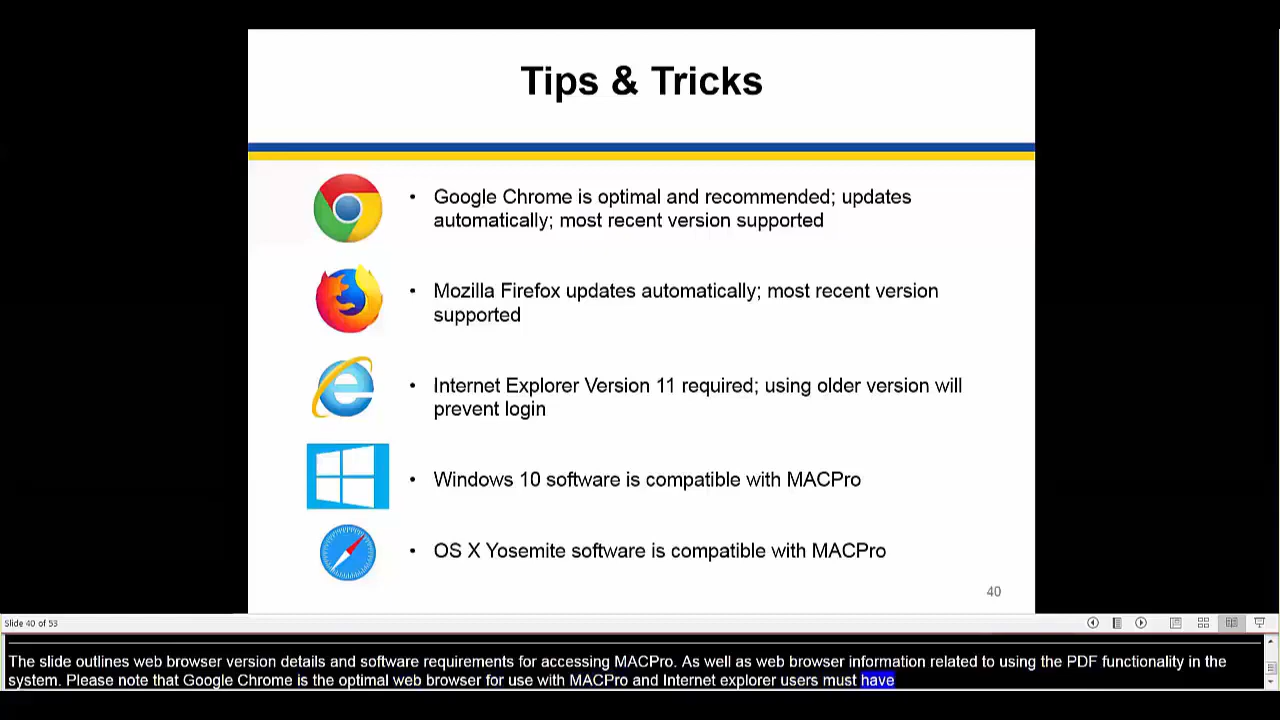 Tips & Tricks
• Google Chrome is optimal and recommended; updates
automatically; most recent version supported
• Mozilla Firefox updates automatically; most recent version
supported
• Internet Explorer Version 11 required; using older version will
prevent login
• Windows 10 software is compatible with MACPro
• OS X Yosemite software is compatible with MACPro
40
Slide 40 of 53
The slide outlines web browser version details and software requirements for accessing MACPro. As well as web browser information related to using the PDF functionality in the
system. Please note that Google Chrome is the optimal web browser for use with MACPro and Internet explorer users must have